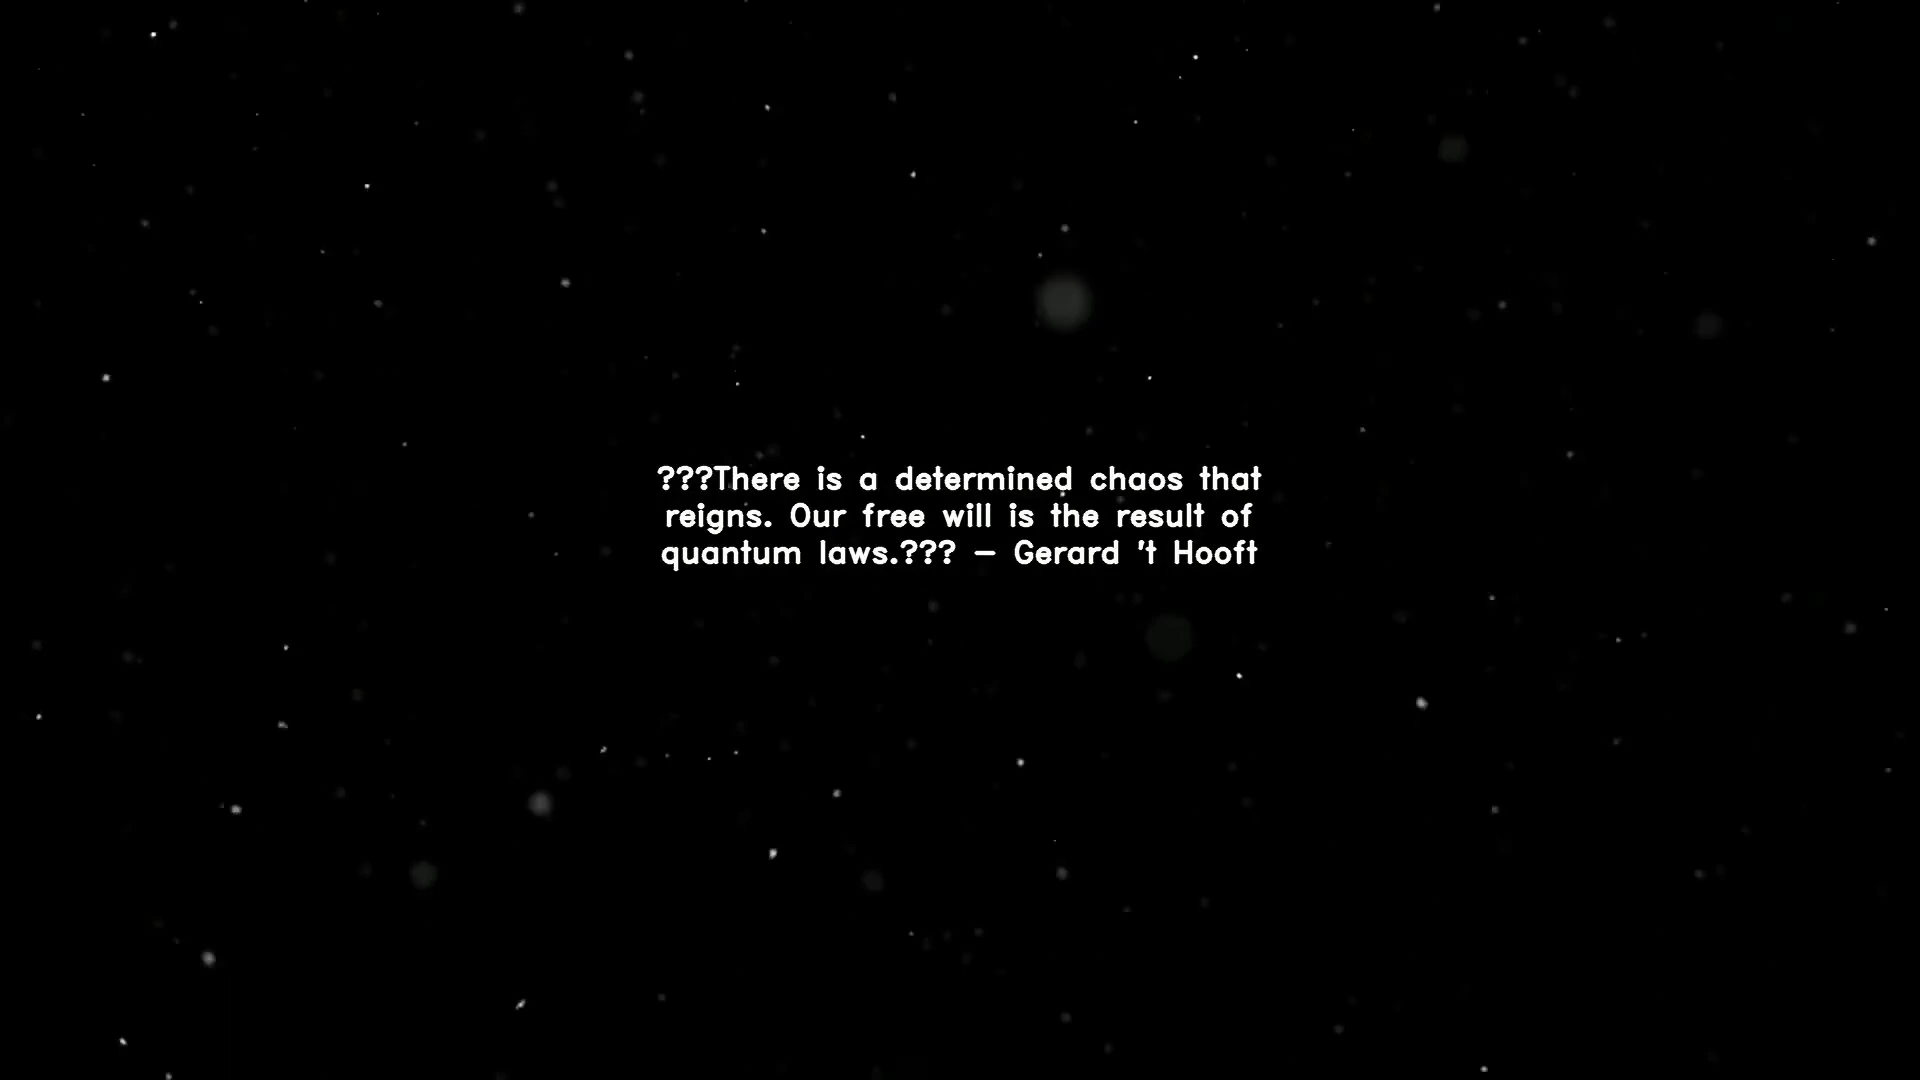 ???There is a determined chaos that
reigns. Our free will is the result of
quantum laws.??? - Gerard 't Hooft